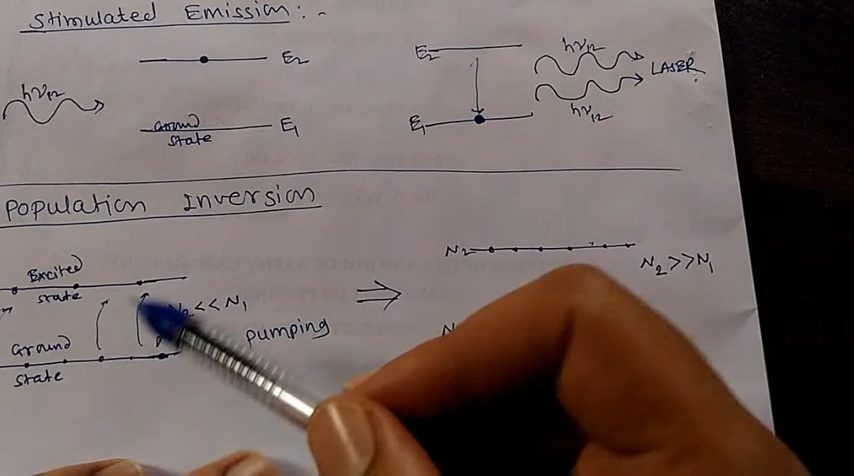 Stimulated Emission:-
hν12
E2
Ground
state
E1
E2
E1
hν12
hν12
LASER
Population Inversion
Excited
state
N2<<N1
Ground
state
pumping
⇒
N2
N2>>N1
N